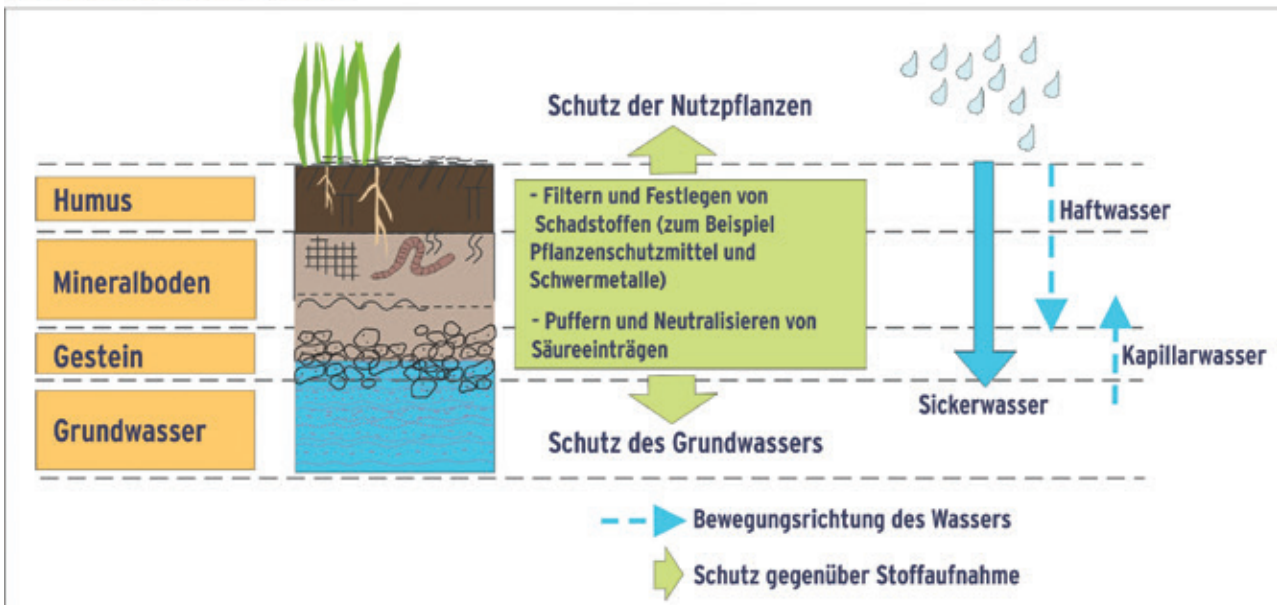 Schutz der Nutzpflanzen
Humus
Mineralboden
Gestein
Grundwasser
- Filtern und Festlegen von
Schadstoffen (zum Beispiel
Pflanzenschutzmittel und
Schwermetalle)
- Puffern und Neutralisieren von
Säureeinträgen
Schutz des Grundwassers
Haftwasser
Kapillarwasser
Sickerwasser
Bewegungsrichtung des Wassers
Schutz gegenüber Stoffaufnahme